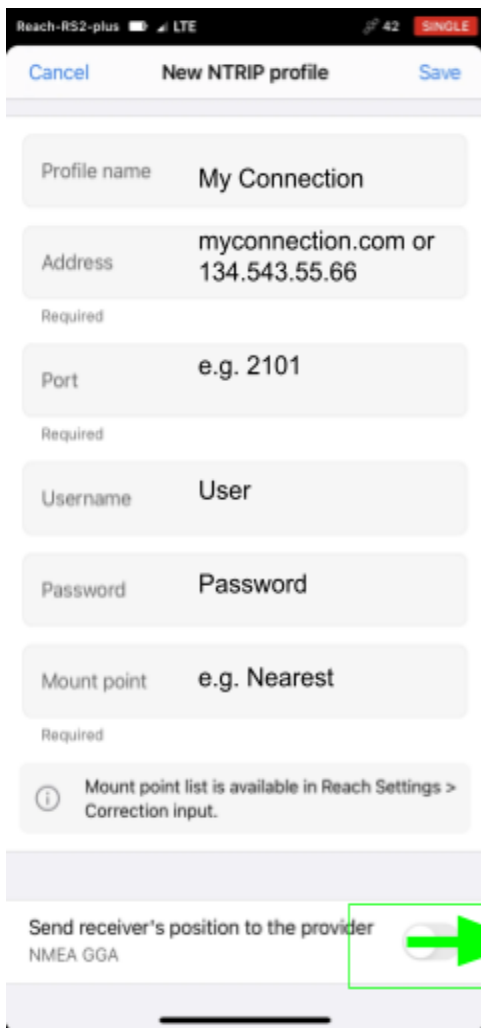 Reach-RS2-plus LTE 42 SINGLE
Cancel New NTRIP profile Save
Profile name My Connection
myconnection.com or
Address 134.543.55.66
Required
Port e.g. 2101
Required
Username User
Password Password
Mount point e.g. Nearest
Required
Mount point list is available in Reach Settings >
Correction input.
Send receiver's position to the provider
NMEA GGA